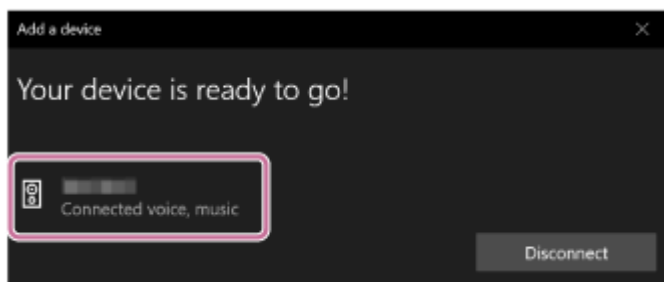 Add a device
Your device is ready to go!
Connected voice, music
Disconnect